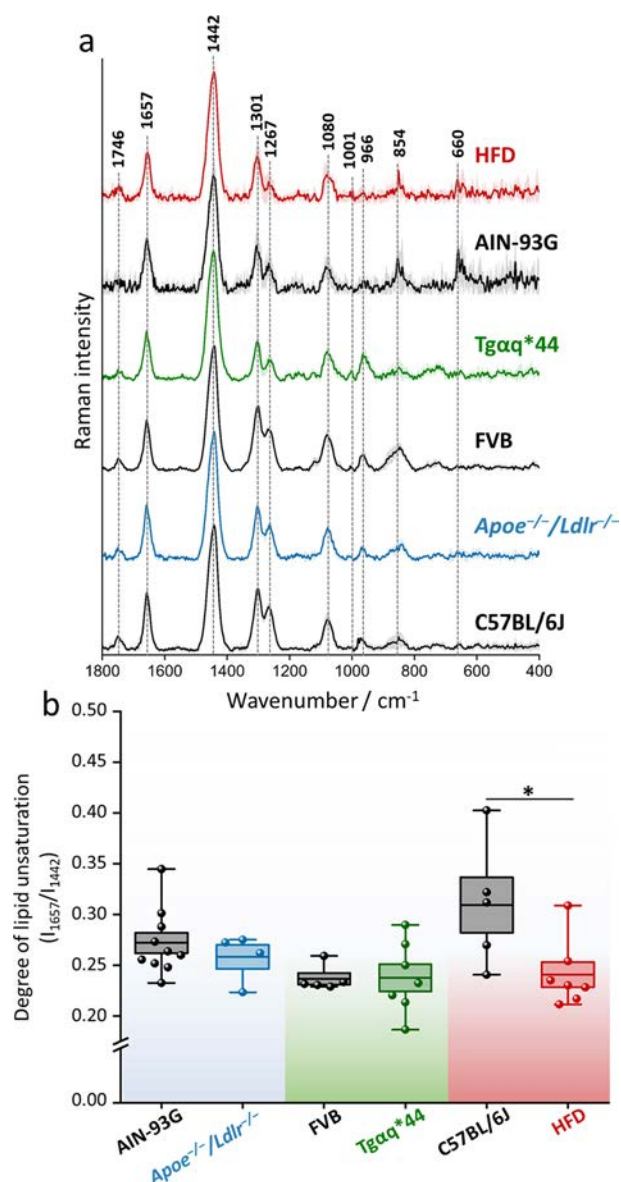 a
1746
1657
1442
1301
1267
1080
1001
966
854
660
HFD
AIN-93G
Tgαq*44
FVB
Apoe⁻/⁻/Ldlr⁻/⁻
C57BL/6J
Raman intensity
1800 1600 1400 1200 1000 800 600 400
Wavenumber / cm⁻¹
b
Degree of lipid unsaturation
(I₁₆₅₇/I₁₄₄₂)
0.50
0.45
0.40
0.35
0.30
0.25
0.20
0.00
*
AIN-93G
Apoe⁻/⁻/Ldlr⁻/⁻
FVB
Tgαq*44
C57BL/6J
HFD